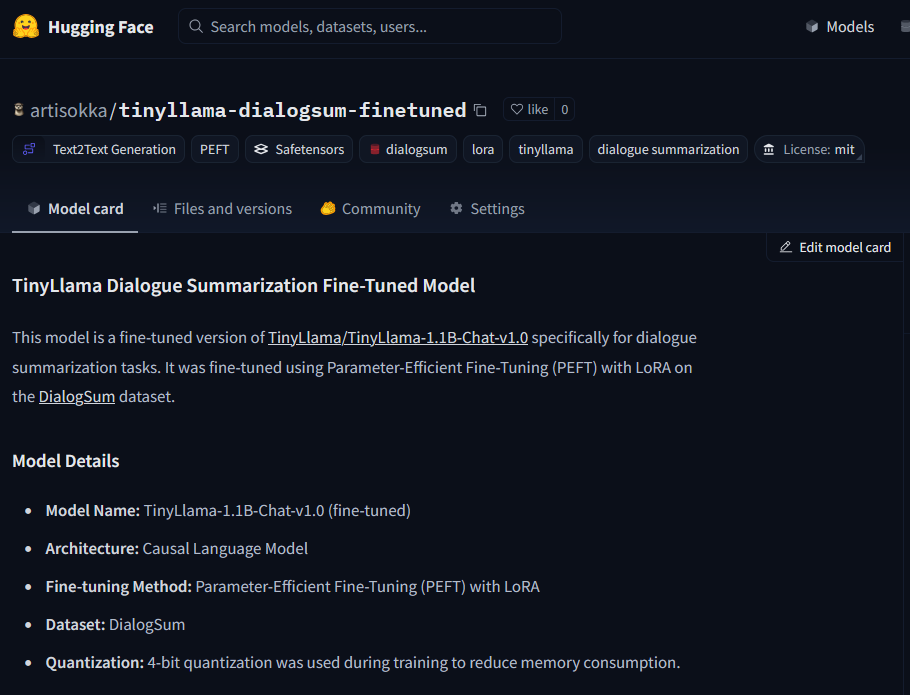 Hugging Face
Search models, datasets, users...
Models
artisokka/tinyllama-dialogsum-finetuned
like 0
Text2Text Generation
PEFT
Safetensors
dialogsum
lora
tinyllama
dialogue summarization
License: mit
Model card
Files and versions
Community
Settings
Edit model card
TinyLlama Dialogue Summarization Fine-Tuned Model
This model is a fine-tuned version of TinyLlama/TinyLlama-1.1B-Chat-v1.0 specifically for dialogue
summarization tasks. It was fine-tuned using Parameter-Efficient Fine-Tuning (PEFT) with LoRA on
the DialogSum dataset.
Model Details
• Model Name: TinyLlama-1.1B-Chat-v1.0 (fine-tuned)
• Architecture: Causal Language Model
• Fine-tuning Method: Parameter-Efficient Fine-Tuning (PEFT) with LoRA
• Dataset: DialogSum
• Quantization: 4-bit quantization was used during training to reduce memory consumption.